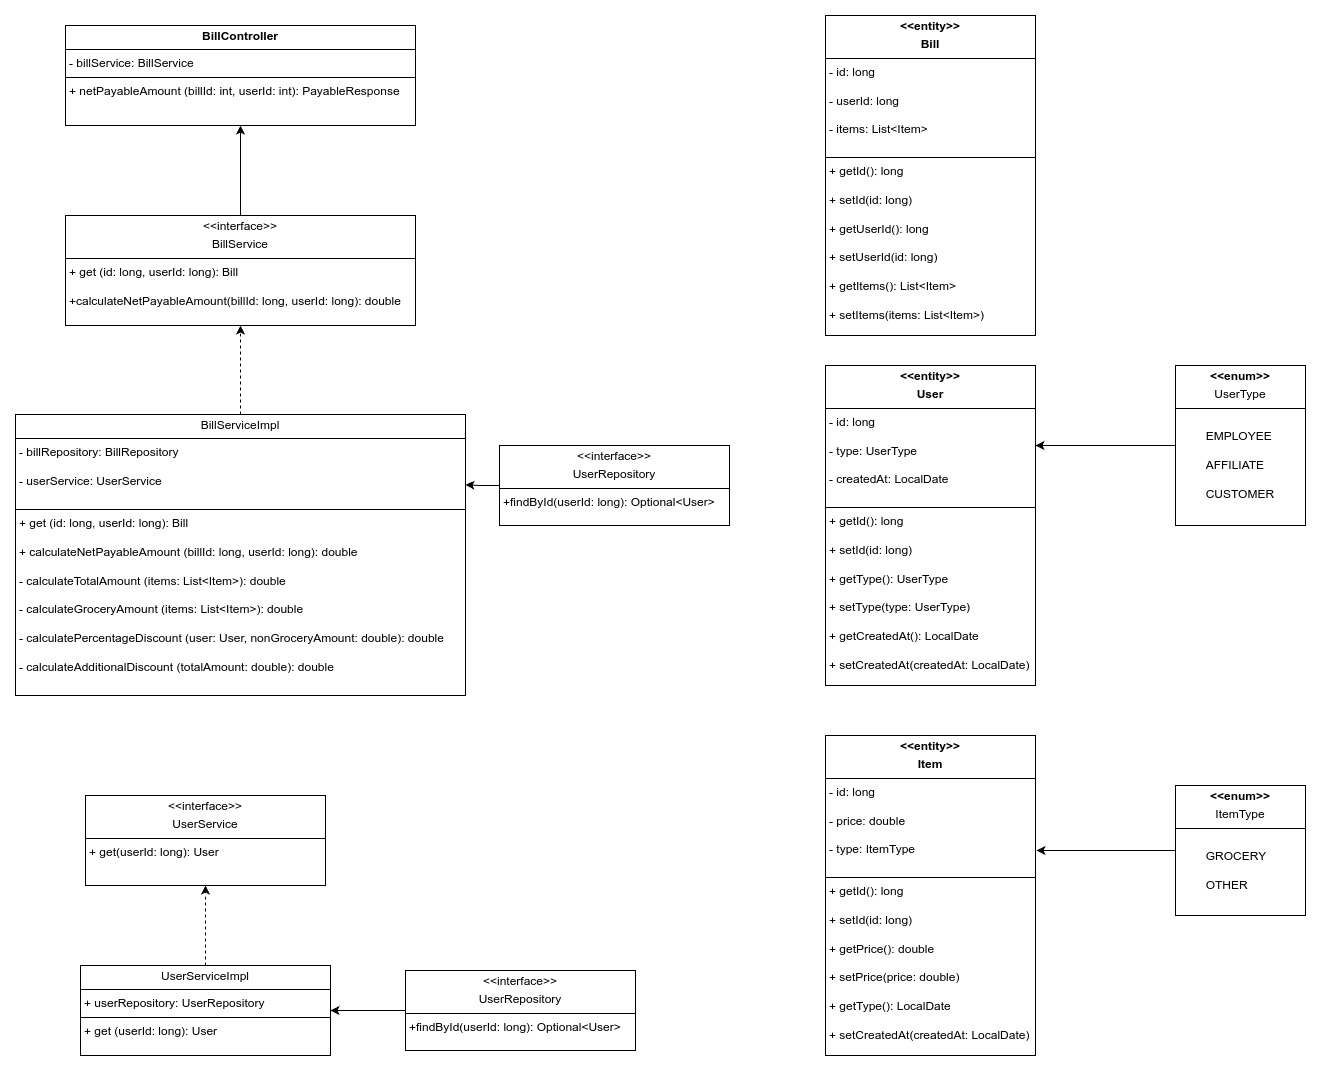 BillController
- billService: BillService
+ netPayableAmount (billId: int, userId: int): PayableResponse
<<interface>>
BillService
+ get (id: long, userId: long): Bill
+calculateNetPayableAmount(billId: long, userId: long): double
BillServiceImpl
- billRepository: BillRepository
- userService: UserService
+ get (id: long, userId: long): Bill
+ calculateNetPayableAmount (billId: long, userId: long): double
- calculateTotalAmount (items: List<Item>): double
- calculateGroceryAmount (items: List<Item>): double
- calculatePercentageDiscount (user: User, nonGroceryAmount: double): double
- calculateAdditionalDiscount (totalAmount: double): double
<<interface>>
UserRepository
+findById(userId: long): Optional<User>
<<interface>>
UserService
+ get(userId: long): User
UserServiceImpl
+ userRepository: UserRepository
+ get (userId: long): User
<<interface>>
UserRepository
+findById(userId: long): Optional<User>
<<entity>>
Bill
- id: long
- userId: long
- items: List<Item>
+ getId(): long
+ setId(id: long)
+ getUserId(): long
+ setUserId(id: long)
+ getItems(): List<Item>
+ setItems(items: List<Item>)
<<entity>>
User
- id: long
- type: UserType
- createdAt: LocalDate
+ getId(): long
+ setId(id: long)
+ getType(): UserType
+ setType(type: UserType)
+ getCreatedAt(): LocalDate
+ setCreatedAt(createdAt: LocalDate)
<<enum>>
UserType
EMPLOYEE
AFFILIATE
CUSTOMER
<<entity>>
Item
- id: long
- price: double
- type: ItemType
+ getId(): long
+ setId(id: long)
+ getPrice(): double
+ setPrice(price: double)
+ getType(): LocalDate
+ setCreatedAt(createdAt: LocalDate)
<<enum>>
ItemType
GROCERY
OTHER